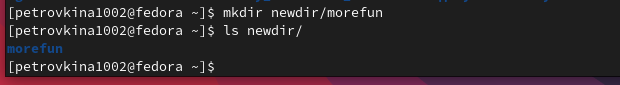 [petrovkina1002@fedora ~]$ mkdir newdir/morefun
[petrovkina1002@fedora ~]$ ls newdir/
morefun
[petrovkina1002@fedora ~]$